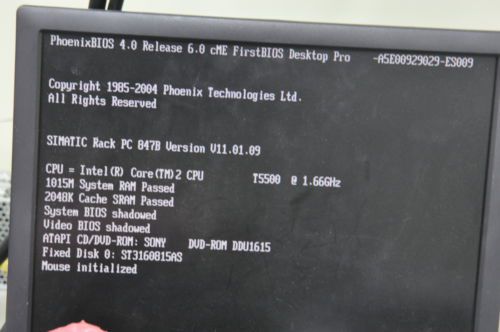 PhoenixBIOS 4.0 Release 6.0 cME FirstBIOS Desktop Pro -A5E00929029-ES009
Copyright 1985-2004 Phoenix Technologies Ltd.
All Rights Reserved
SIMATIC Rack PC 847B Version V11.01.09
CPU = Intel(R) Core(TM)2 CPU T5500 @ 1.66GHz
1015M System RAM Passed
2048K Cache SRAM Passed
System BIOS shadowed
Video BIOS shadowed
ATAPI CD/DVD-ROM: SONY DVD-ROM DDU1615
Fixed Disk 0: ST3160815AS
Mouse initialized